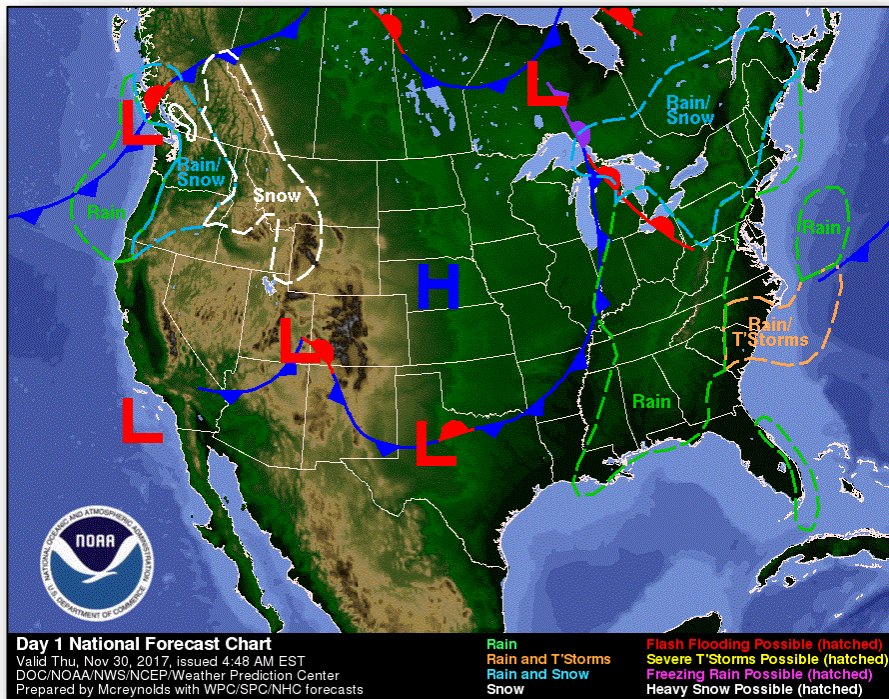 L
L
Rain/
Snow
Rain/
Snow
Snow
Rain
Rain
H
Rain/
T'Storms
L
Rain
L
L
NATIONAL OCEANIC AND ATMOSPHERIC ADMINISTRATION
NOAA
U.S. DEPARTMENT OF COMMERCE
Day 1 National Forecast Chart
Valid Thu, Nov 30, 2017, issued 4:48 AM EST
DOC/NOAA/NWS/NCEP/Weather Prediction Center
Prepared by Mcreynolds with WPC/SPC/NHC forecasts
Rain
Rain and T'Storms
Rain and Snow
Snow
Flash Flooding Possible (hatched)
Severe T'Storms Possible (hatched)
Freezing Rain Possible (hatched)
Heavy Snow Possible (hatched)